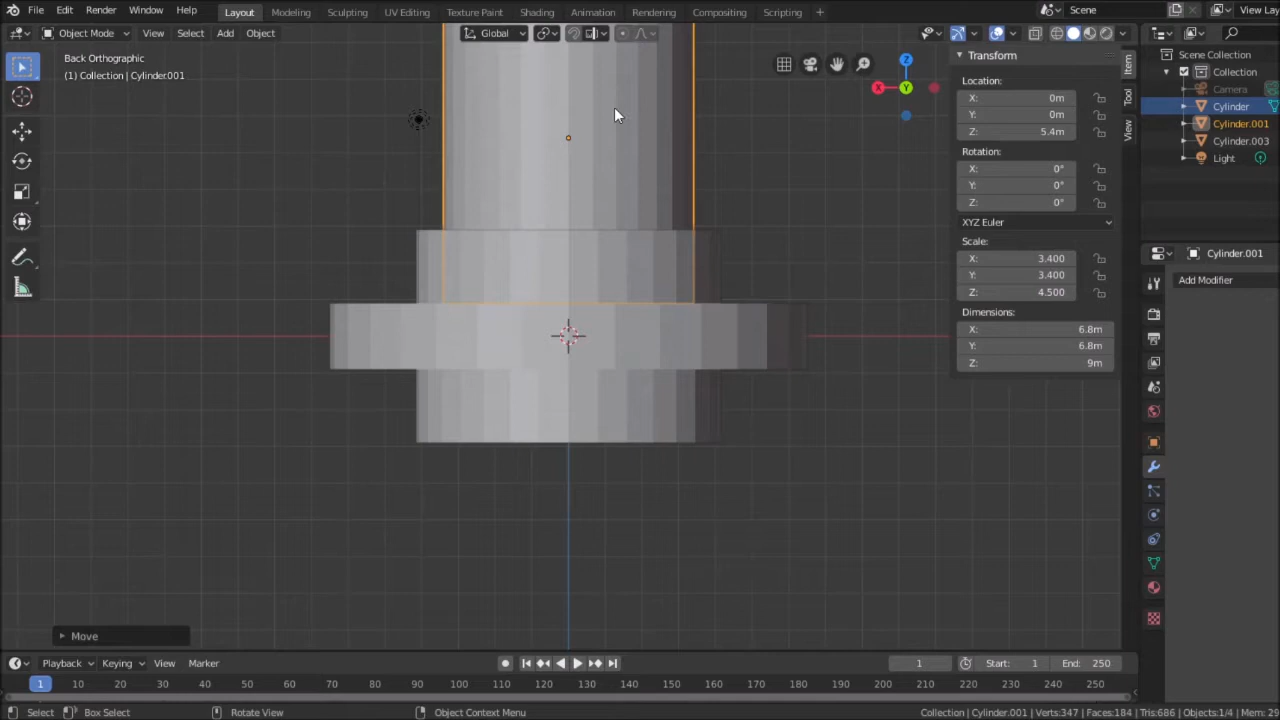 File Edit Render Window Help Layout Modeling Sculpting UV Editing Texture Paint Shading Animation Rendering Compositing Scripting + Scene View Lay
Object Mode View Select Add Object Global
Back Orthographic
(1) Collection | Cylinder.001
Transform
Location:
X: 0m
Y: 0m
Z: 5.4m
Rotation:
X: 0°
Y: 0°
Z: 0°
XYZ Euler
Scale:
X: 3.400
Y: 3.400
Z: 4.500
Dimensions:
X: 6.8m
Y: 6.8m
Z: 9m
Item
Tool
View
Z
X
Y
Scene Collection
Collection
Camera
Cylinder
Cylinder.001
Cylinder.003
Light
Cylinder.001
Add Modifier
Move
Playback Keying View Marker 1 Start: 1 End: 250
1 10 20 30 40 50 60 70 80 90 100 110 120 130 140 150 160 170 180 190 200 210 220 230 240 250
Select Box Select Rotate View Object Context Menu Collection | Cylinder.001 | Verts:347 | Faces:184 | Tris:686 | Objects:1/4 | Mem: 29